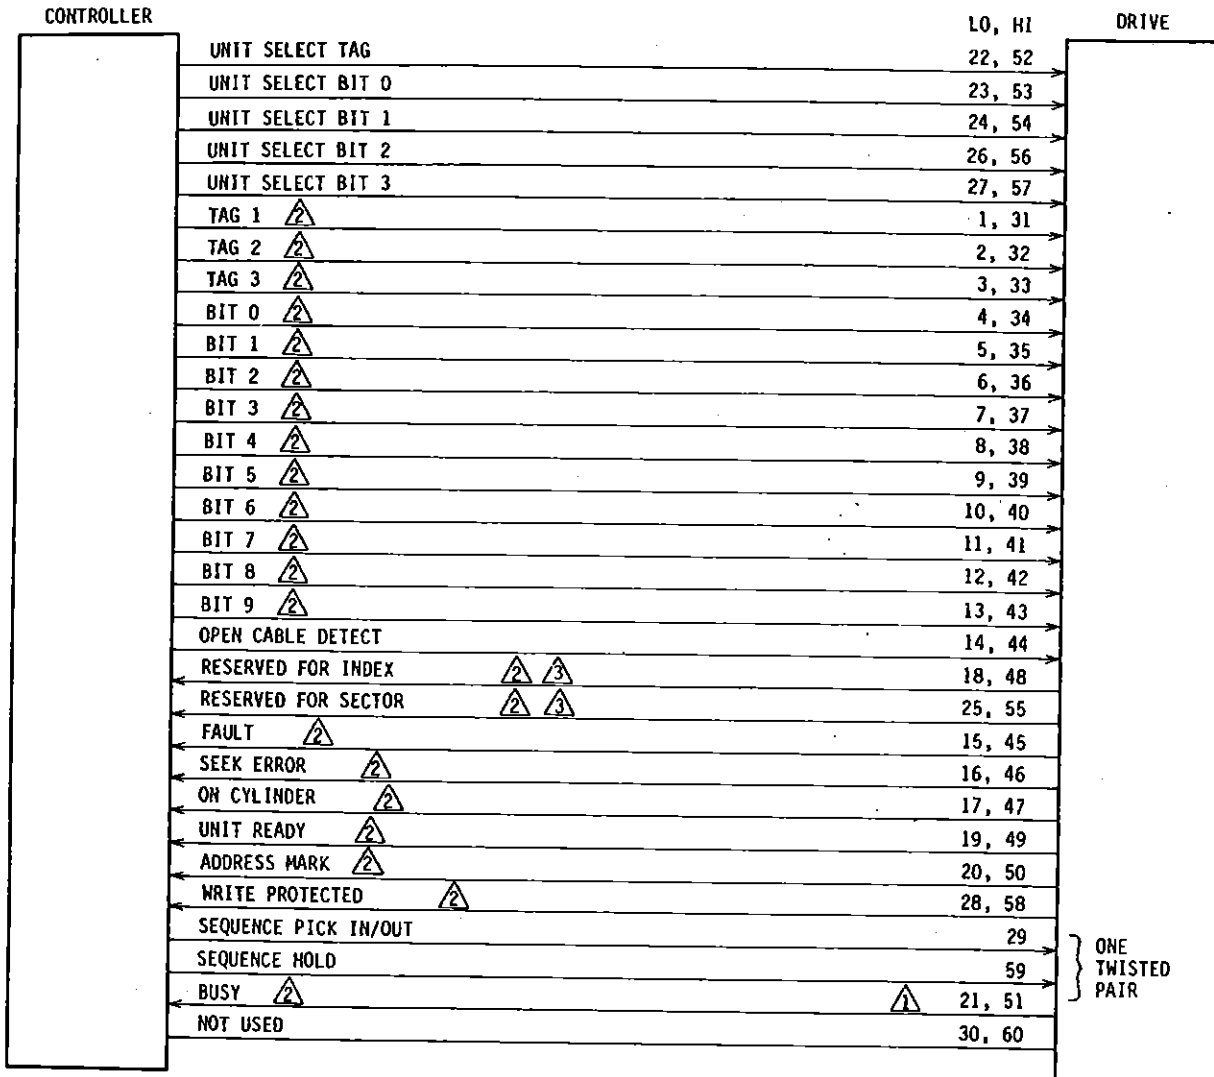 CONTROLLER
LO, HI
DRIVE
UNIT SELECT TAG 22, 52
UNIT SELECT BIT 0 23, 53
UNIT SELECT BIT 1 24, 54
UNIT SELECT BIT 2 26, 56
UNIT SELECT BIT 3 27, 57
TAG 1 2 1, 31
TAG 2 2 2, 32
TAG 3 2 3, 33
BIT 0 2 4, 34
BIT 1 2 5, 35
BIT 2 2 6, 36
BIT 3 2 7, 37
BIT 4 2 8, 38
BIT 5 2 9, 39
BIT 6 2 10, 40
BIT 7 2 11, 41
BIT 8 2 12, 42
BIT 9 2 13, 43
OPEN CABLE DETECT 14, 44
RESERVED FOR INDEX 2 3 18, 48
RESERVED FOR SECTOR 2 3 25, 55
FAULT 2 15, 45
SEEK ERROR 2 16, 46
ON CYLINDER 2 17, 47
UNIT READY 2 19, 49
ADDRESS MARK 2 20, 50
WRITE PROTECTED 2 28, 58
SEQUENCE PICK IN/OUT 29
SEQUENCE HOLD 59
BUSY 2 1 21, 51
NOT USED 30, 60
ONE
TWISTED
PAIR